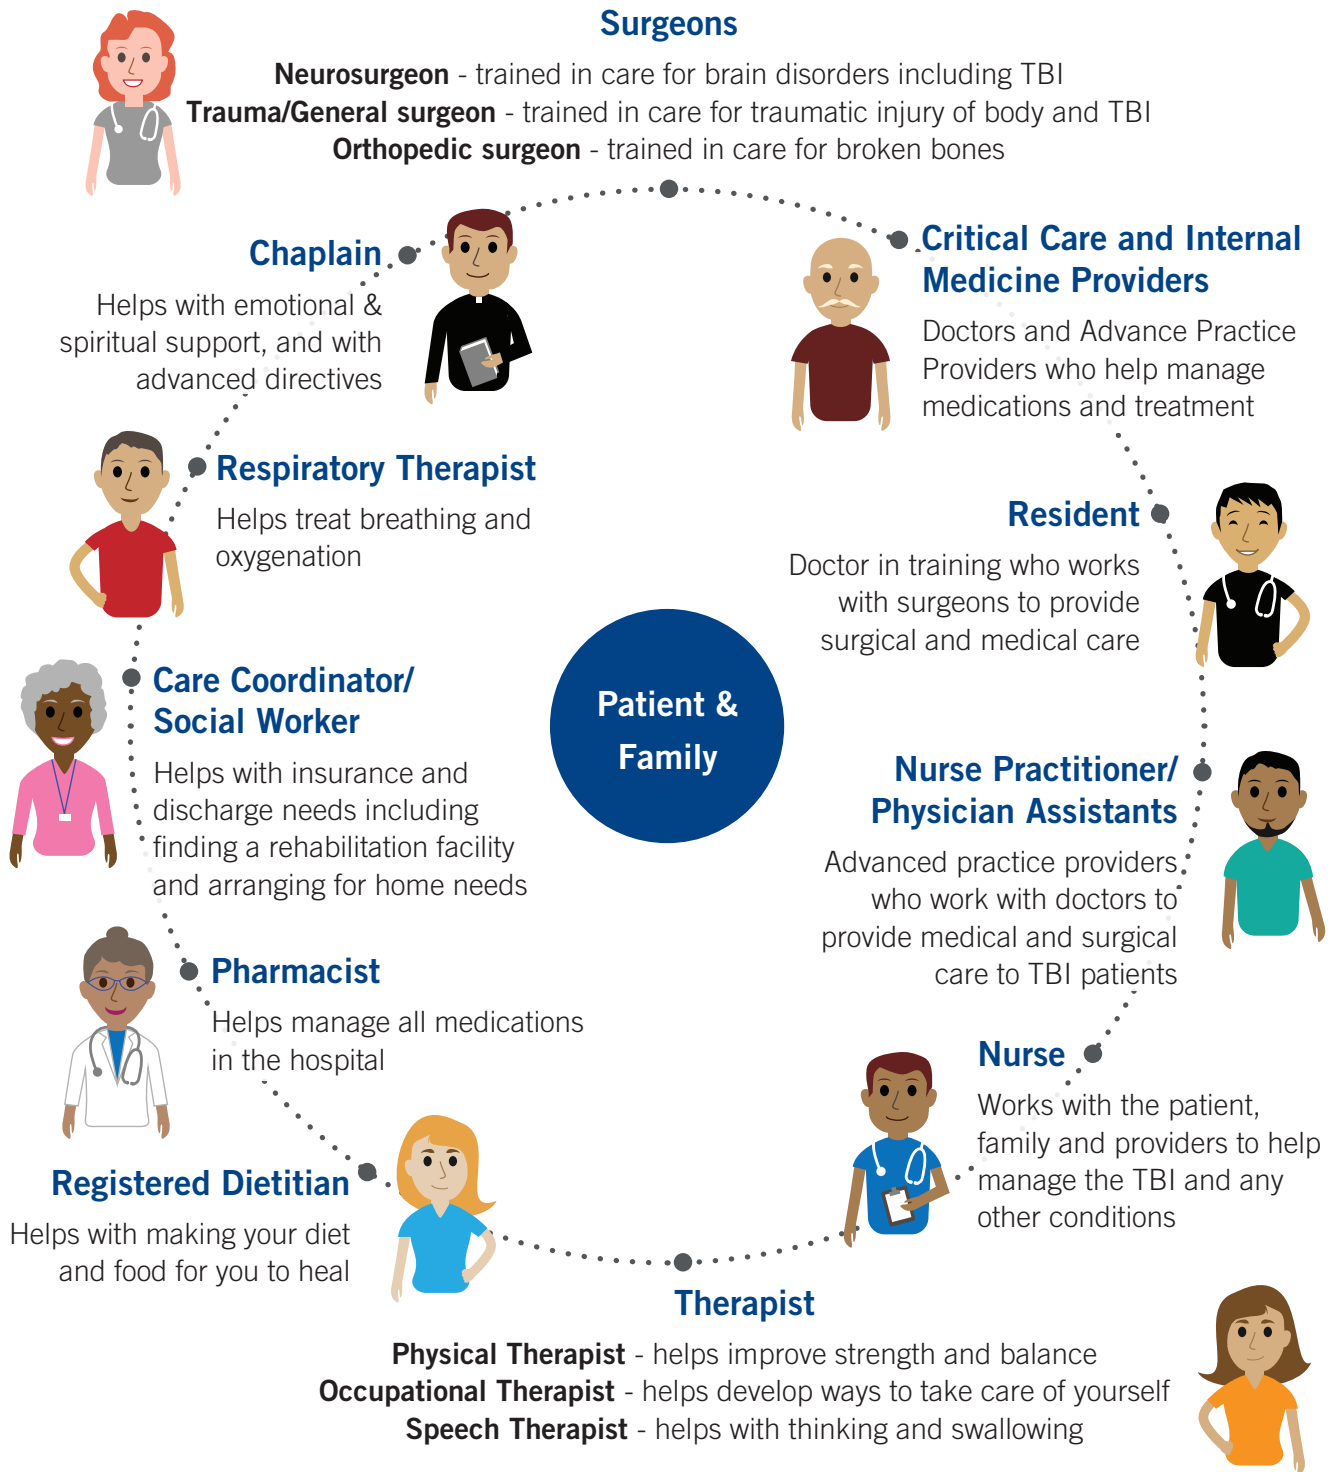 Surgeons
Neurosurgeon - trained in care for brain disorders including TBI
Trauma/General surgeon - trained in care for traumatic injury of body and TBI
Orthopedic surgeon - trained in care for broken bones
Critical Care and Internal
Medicine Providers
Doctors and Advance Practice
Providers who help manage
medications and treatment
Resident
Doctor in training who works
with surgeons to provide
surgical and medical care
Nurse Practitioner/
Physician Assistants
Advanced practice providers
who work with doctors to
provide medical and surgical
care to TBI patients
Nurse
Works with the patient,
family and providers to help
manage the TBI and any
other conditions
Therapist
Physical Therapist - helps improve strength and balance
Occupational Therapist - helps develop ways to take care of yourself
Speech Therapist - helps with thinking and swallowing
Registered Dietitian
Helps with making your diet
and food for you to heal
Pharmacist
Helps manage all medications
in the hospital
Care Coordinator/
Social Worker
Helps with insurance and
discharge needs including
finding a rehabilitation facility
and arranging for home needs
Respiratory Therapist
Helps treat breathing and
oxygenation
Chaplain
Helps with emotional &
spiritual support, and with
advanced directives
Patient &
Family